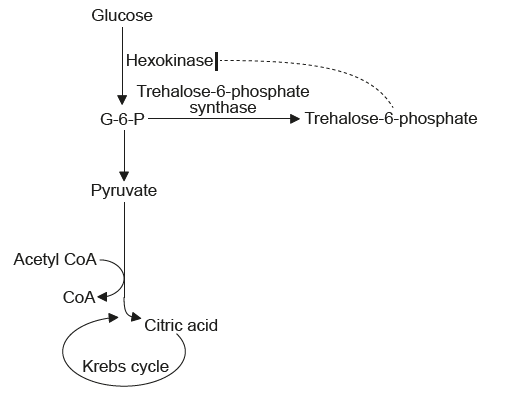 Glucose
Hexokinase
Trehalose-6-phosphate
synthase
G-6-P
Trehalose-6-phosphate
Pyruvate
Acetyl CoA
CoA
Citric acid
Krebs cycle